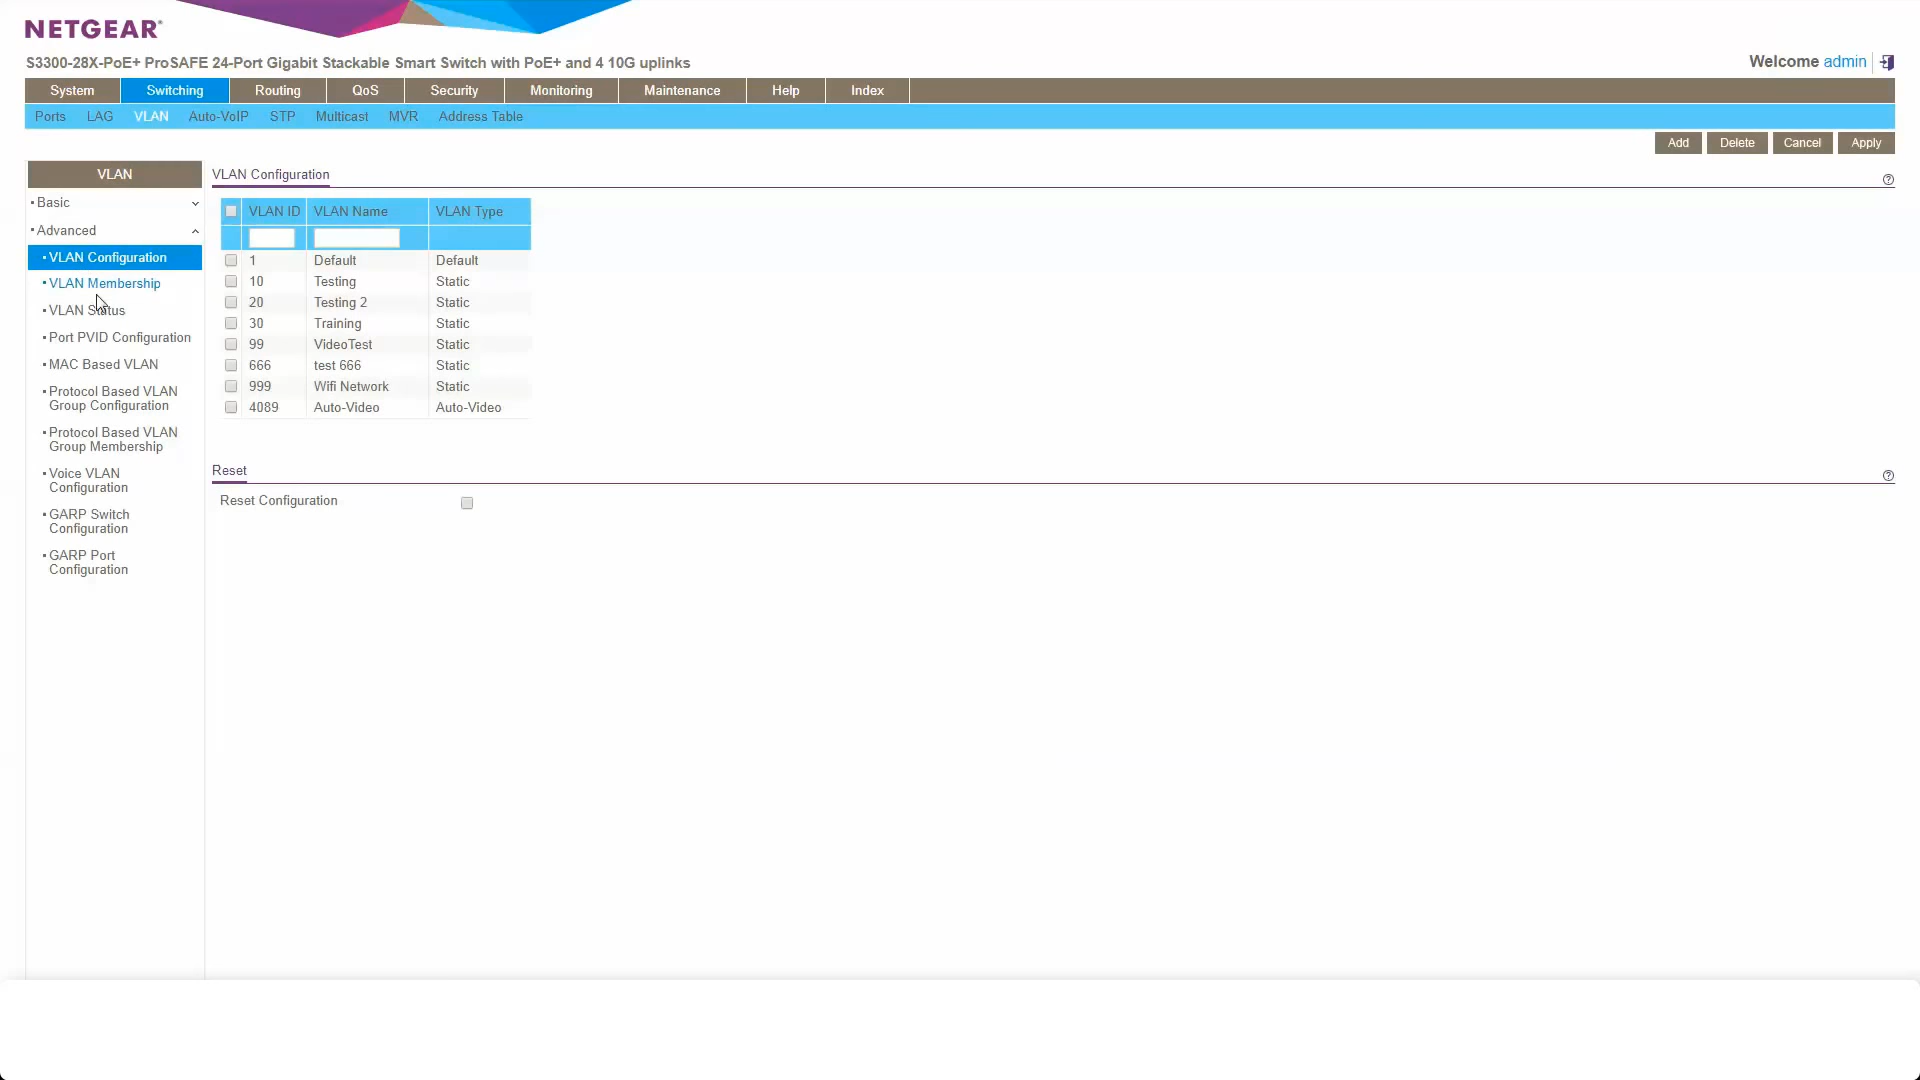 NETGEAR®
S3300-28X-PoE+ ProSAFE 24-Port Gigabit Stackable Smart Switch with PoE+ and 4 10G uplinks
Welcome admin
System Switching Routing QoS Security Monitoring Maintenance Help Index
Ports LAG VLAN Auto-VoIP STP Multicast MVR Address Table
Add Delete Cancel Apply
VLAN
Basic
Advanced
VLAN Configuration
VLAN Membership
VLAN Status
Port PVID Configuration
MAC Based VLAN
Protocol Based VLAN
Group Configuration
Protocol Based VLAN
Group Membership
Voice VLAN
Configuration
GARP Switch
Configuration
GARP Port
Configuration
VLAN Configuration
VLAN ID VLAN Name VLAN Type
1 Default Default
10 Testing Static
20 Testing 2 Static
30 Training Static
99 VideoTest Static
666 test 666 Static
999 Wifi Network Static
4089 Auto-Video Auto-Video
Reset
Reset Configuration